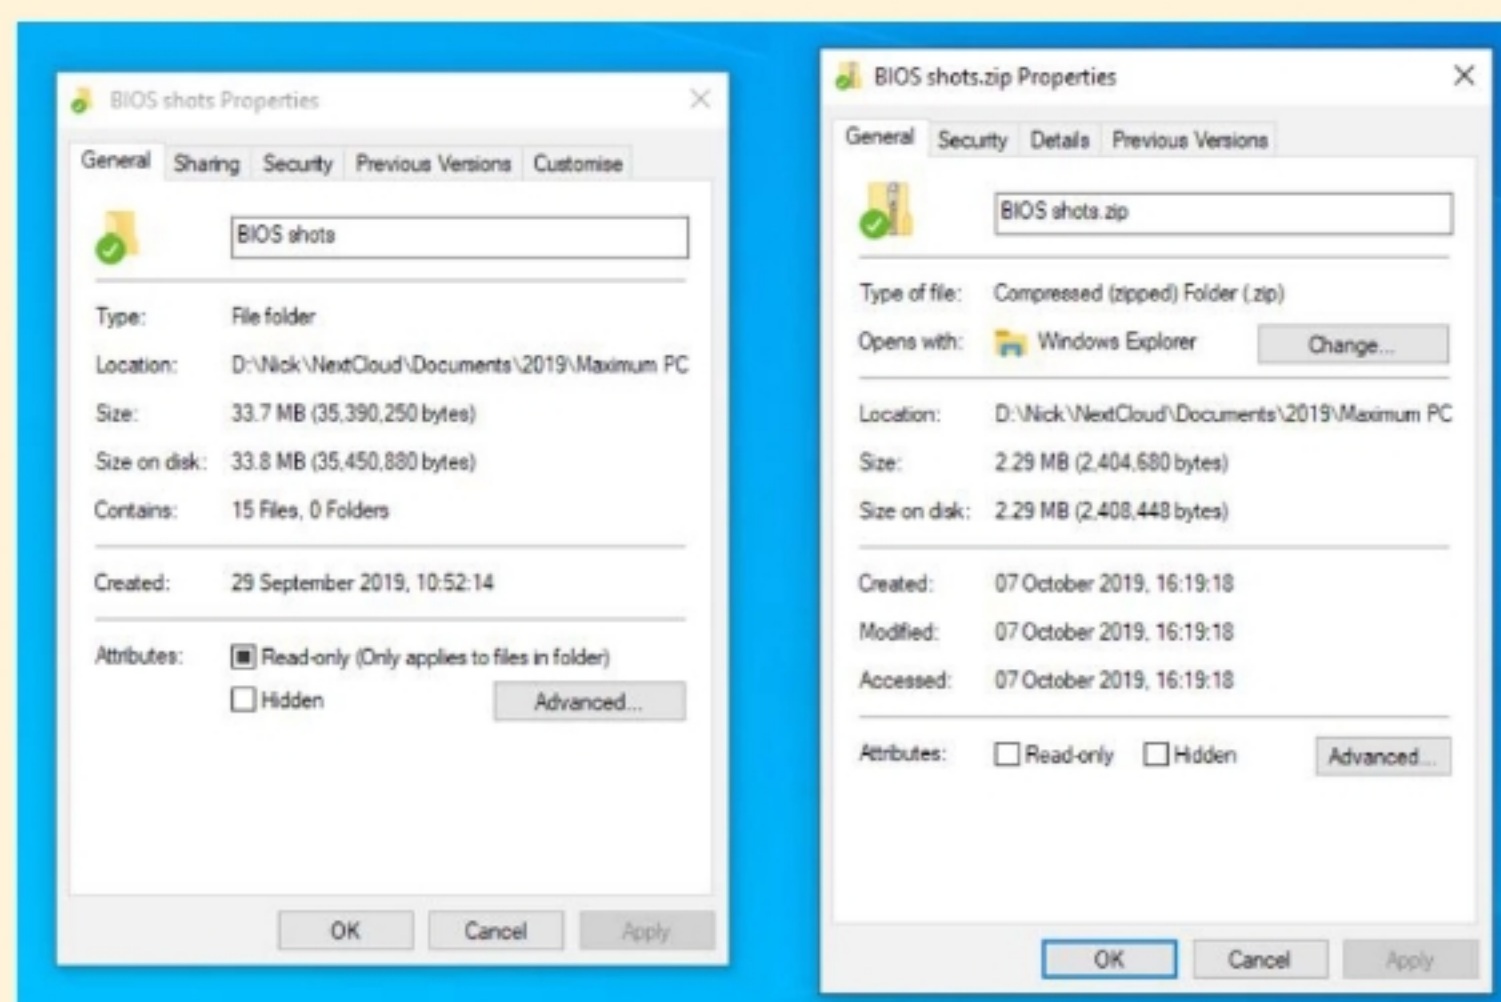 BIOS shots Properties
General Sharing Security Previous Versions Customise
BIOS shots
Type: File folder
Location: D:\Nick\NextCloud\Documents\2019\Maximum PC
Size: 33.7 MB (35,390,250 bytes)
Size on disk: 33.8 MB (35,450,880 bytes)
Contains: 15 Files, 0 Folders
Created: 29 September 2019, 10:52:14
Attributes: Read-only (Only applies to files in folder)
Hidden Advanced...
OK Cancel Apply
BIOS shots.zip Properties
General Security Details Previous Versions
BIOS shots.zip
Type of file: Compressed (zipped) Folder (.zip)
Opens with: Windows Explorer Change...
Location: D:\Nick\NextCloud\Documents\2019\Maximum PC
Size: 2.29 MB (2,404,680 bytes)
Size on disk: 2.29 MB (2,408,448 bytes)
Created: 07 October 2019, 16:19:18
Modified: 07 October 2019, 16:19:18
Accessed: 07 October 2019, 16:19:18
Attributes: Read-only Hidden Advanced...
OK Cancel Apply